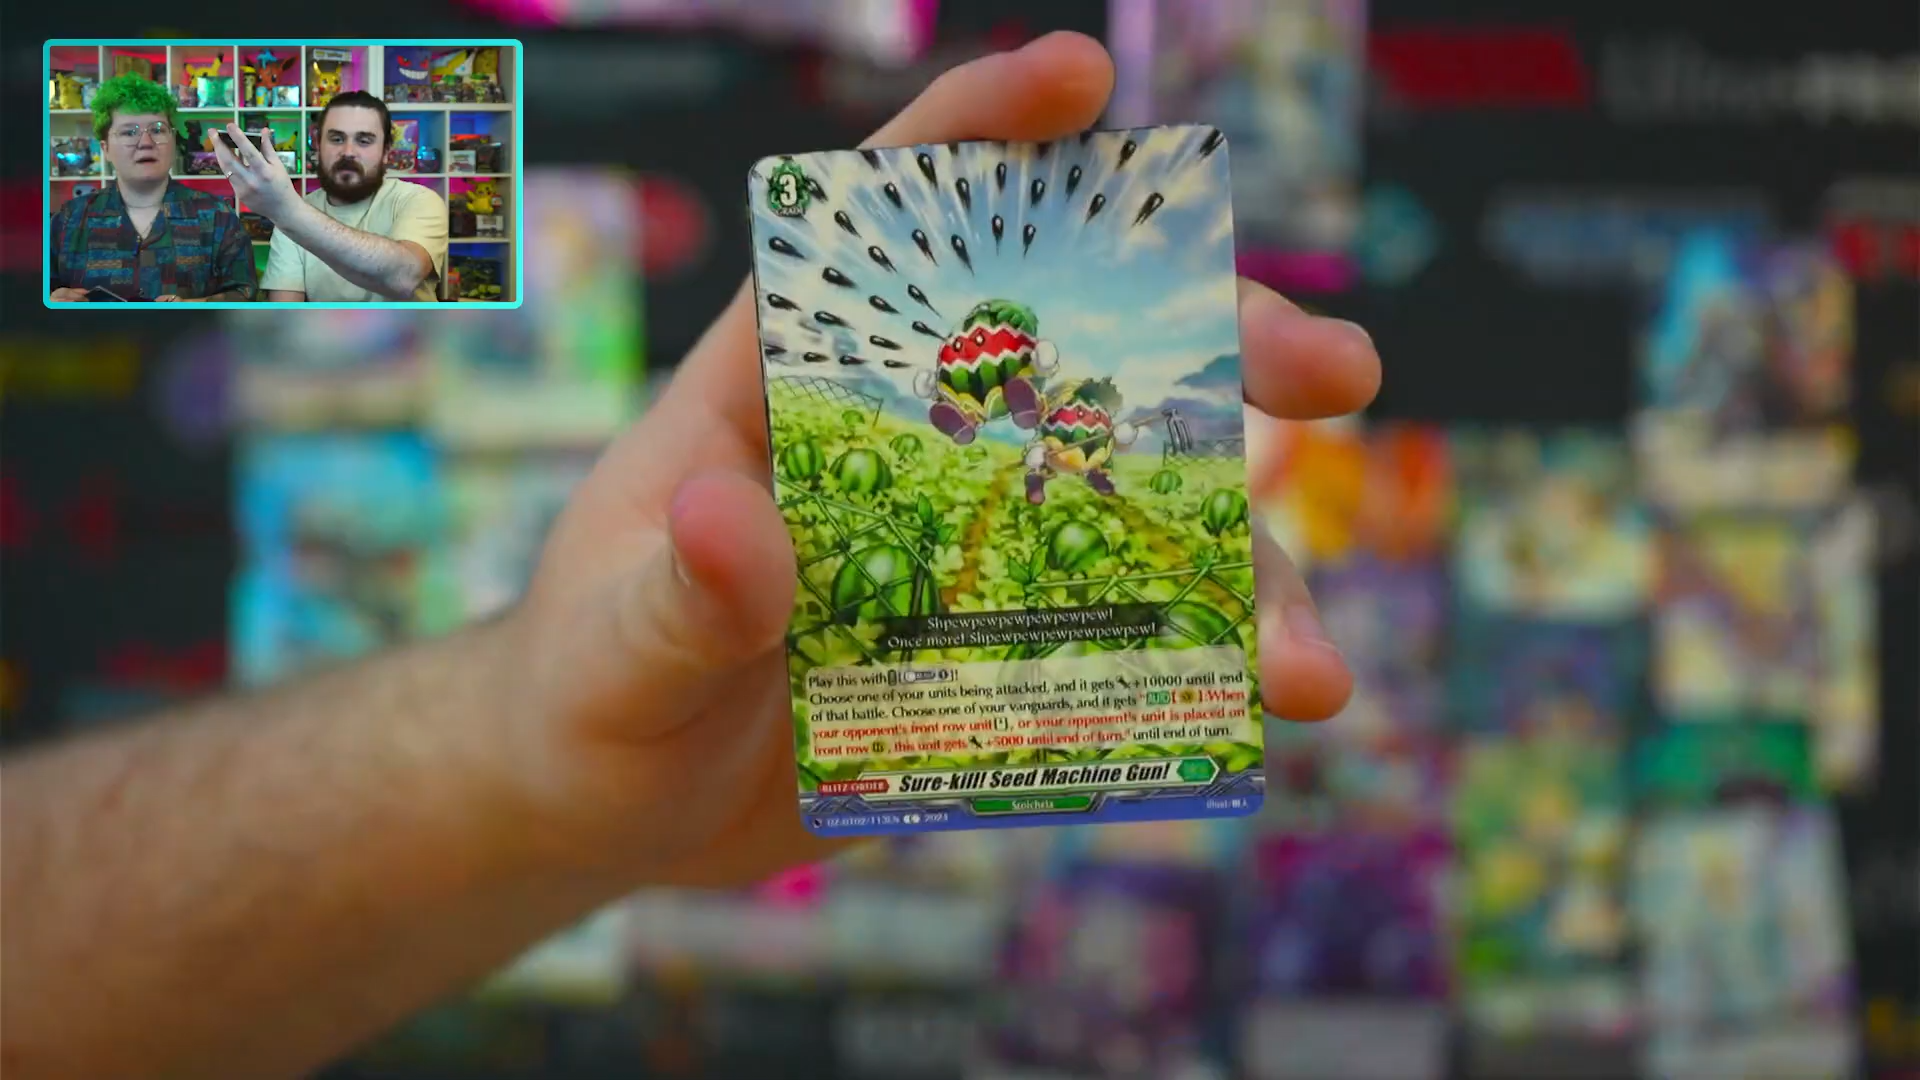 3
GRADE
Shpewpewpewpewpewpew!
Once more! Shpewpewpewpewpewpew!
Play this with
Choose one of your units being attacked, and it gets +10000 until end
of that battle. Choose one of your vanguards, and it gets "AUTO[ ]:When
your opponent's front row unit[ ], or your opponent's unit is placed on
front row , this unit gets +5000 until end of turn." until end of turn.
BLITZ ORDER
Sure-kill! Seed Machine Gun!
Stoicheia